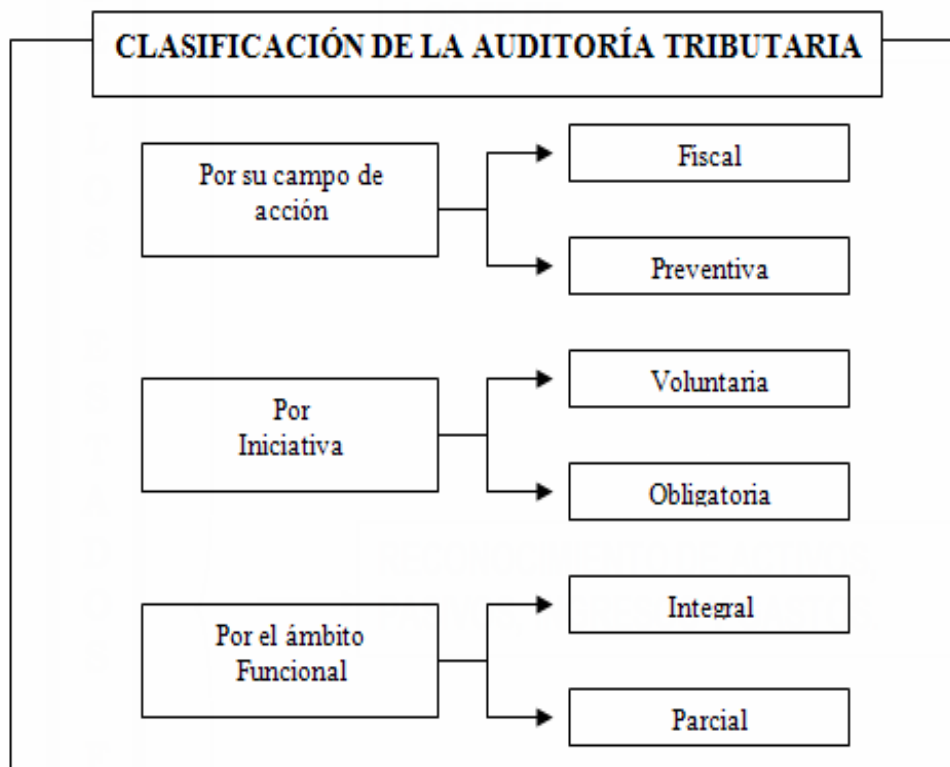 CLASIFICACIÓN DE LA AUDITORÍA TRIBUTARIA
Por su campo de
acción
Fiscal
Preventiva
Por
Iniciativa
Voluntaria
Obligatoria
Por el ámbito
Funcional
Integral
Parcial